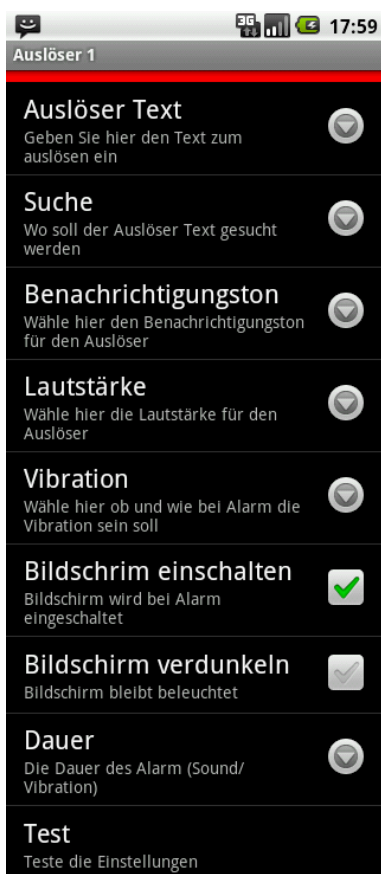 3G 17:59
Auslöser 1
Auslöser Text
Geben Sie hier den Text zum
auslösen ein
Suche
Wo soll der Auslöser Text gesucht
werden
Benachrichtigungston
Wähle hier den Benachrichtigungston
für den Auslöser
Lautstärke
Wähle hier die Lautstärke für den
Auslöser
Vibration
Wähle hier ob und wie bei Alarm die
Vibration sein soll
Bildschrim einschalten
Bildschirm wird bei Alarm
eingeschaltet
Bildschirm verdunkeln
Bildschirm bleibt beleuchtet
Dauer
Die Dauer des Alarm (Sound/
Vibration)
Test
Teste die Einstellungen